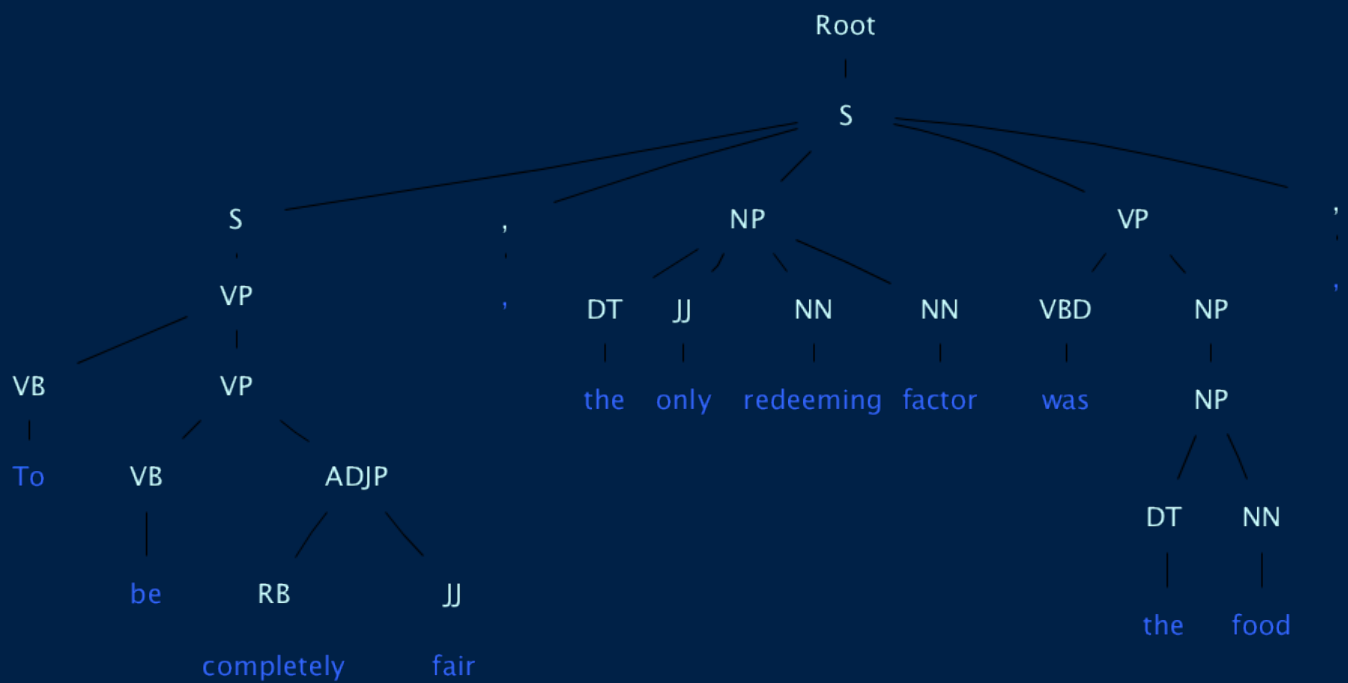 Root
S
S , NP VP ,
VP , ,
DT JJ NN NN VBD NP
VB VP the only redeeming factor was NP
To VB ADJP
DT NN
be RB JJ
the food
completely fair